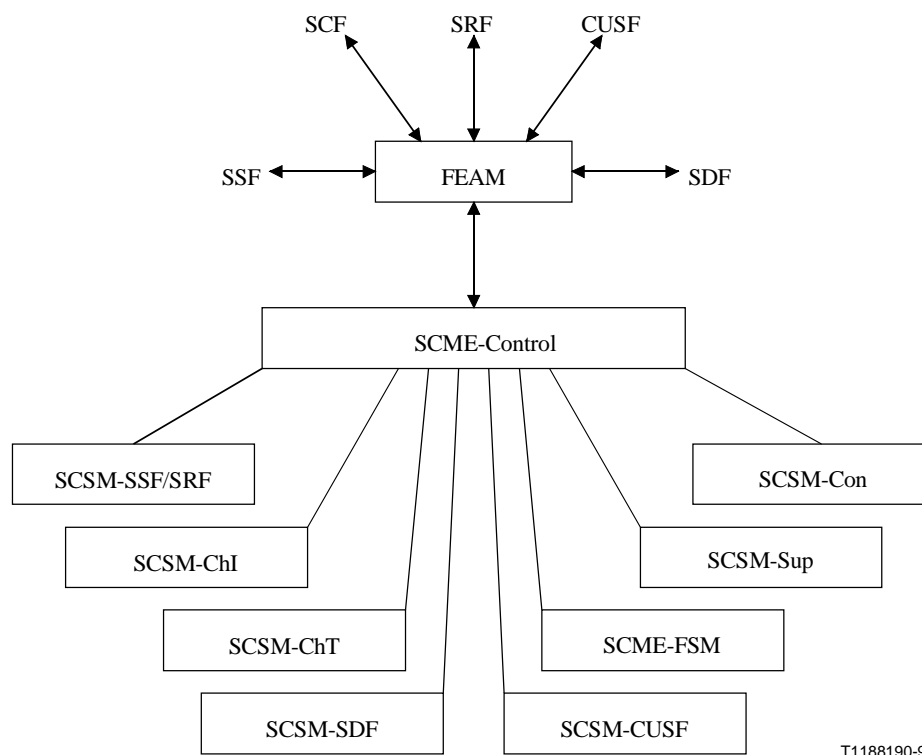 SCF
SRF
CUSF
SSF
FEAM
SDF
SCME-Control
SCSM-SSF/SRF
SCSM-Con
SCSM-ChI
SCSM-Sup
SCSM-ChT
SCME-FSM
SCSM-SDF
SCSM-CUSF